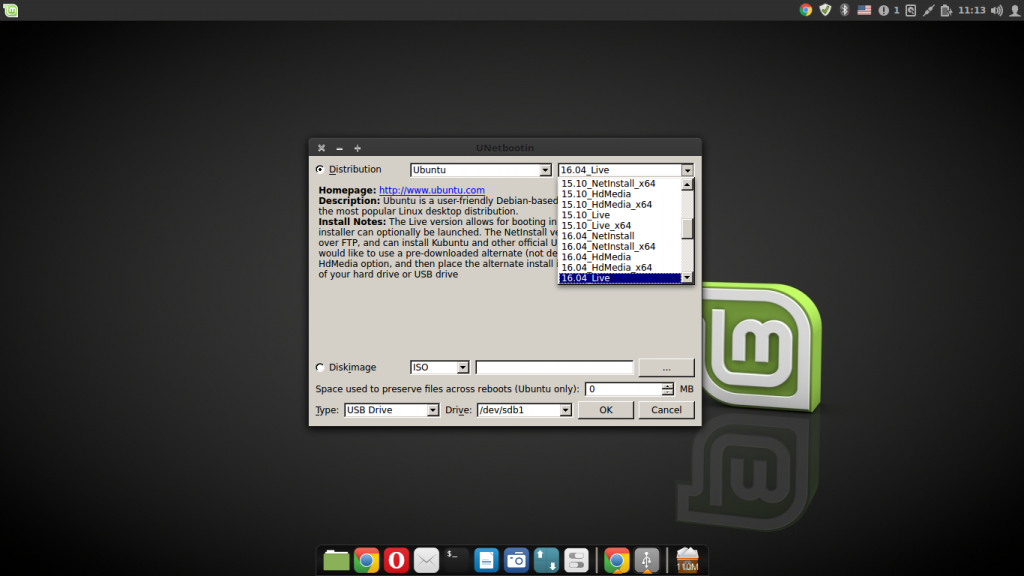 1 11:13
UNetbootin
Distribution Ubuntu 16.04_Live
15.10_NetInstall_x64
15.10_HdMedia
15.10_HdMedia_x64
15.10_Live
15.10_Live_x64
16.04_NetInstall
16.04_NetInstall_x64
16.04_HdMedia
16.04_HdMedia_x64
16.04_Live
Homepage: http://www.ubuntu.com
Description: Ubuntu is a user-friendly Debian-based
the most popular Linux desktop distribution.
Install Notes: The Live version allows for booting in
installer can optionally be launched. The NetInstall ve
over FTP, and can install Kubuntu and other official U
would like to use a pre-downloaded alternate (not de
HdMedia option, and then place the alternate install i
of your hard drive or USB drive
Diskimage ISO ...
Space used to preserve files across reboots (Ubuntu only): 0 MB
Type: USB Drive Drive: /dev/sdb1 OK Cancel
$_
110M